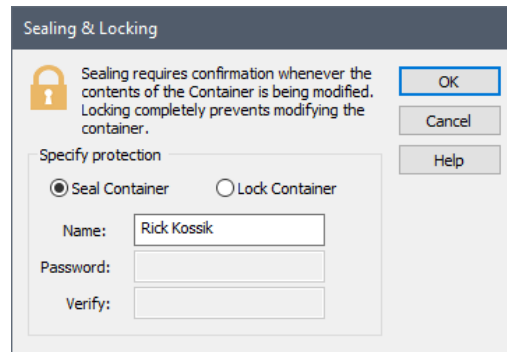 Sealing & Locking
Sealing requires confirmation whenever the
contents of the Container is being modified.
Locking completely prevents modifying the
container.
OK
Cancel
Help
Specify protection
Seal Container
Lock Container
Name: Rick Kossik
Password:
Verify: